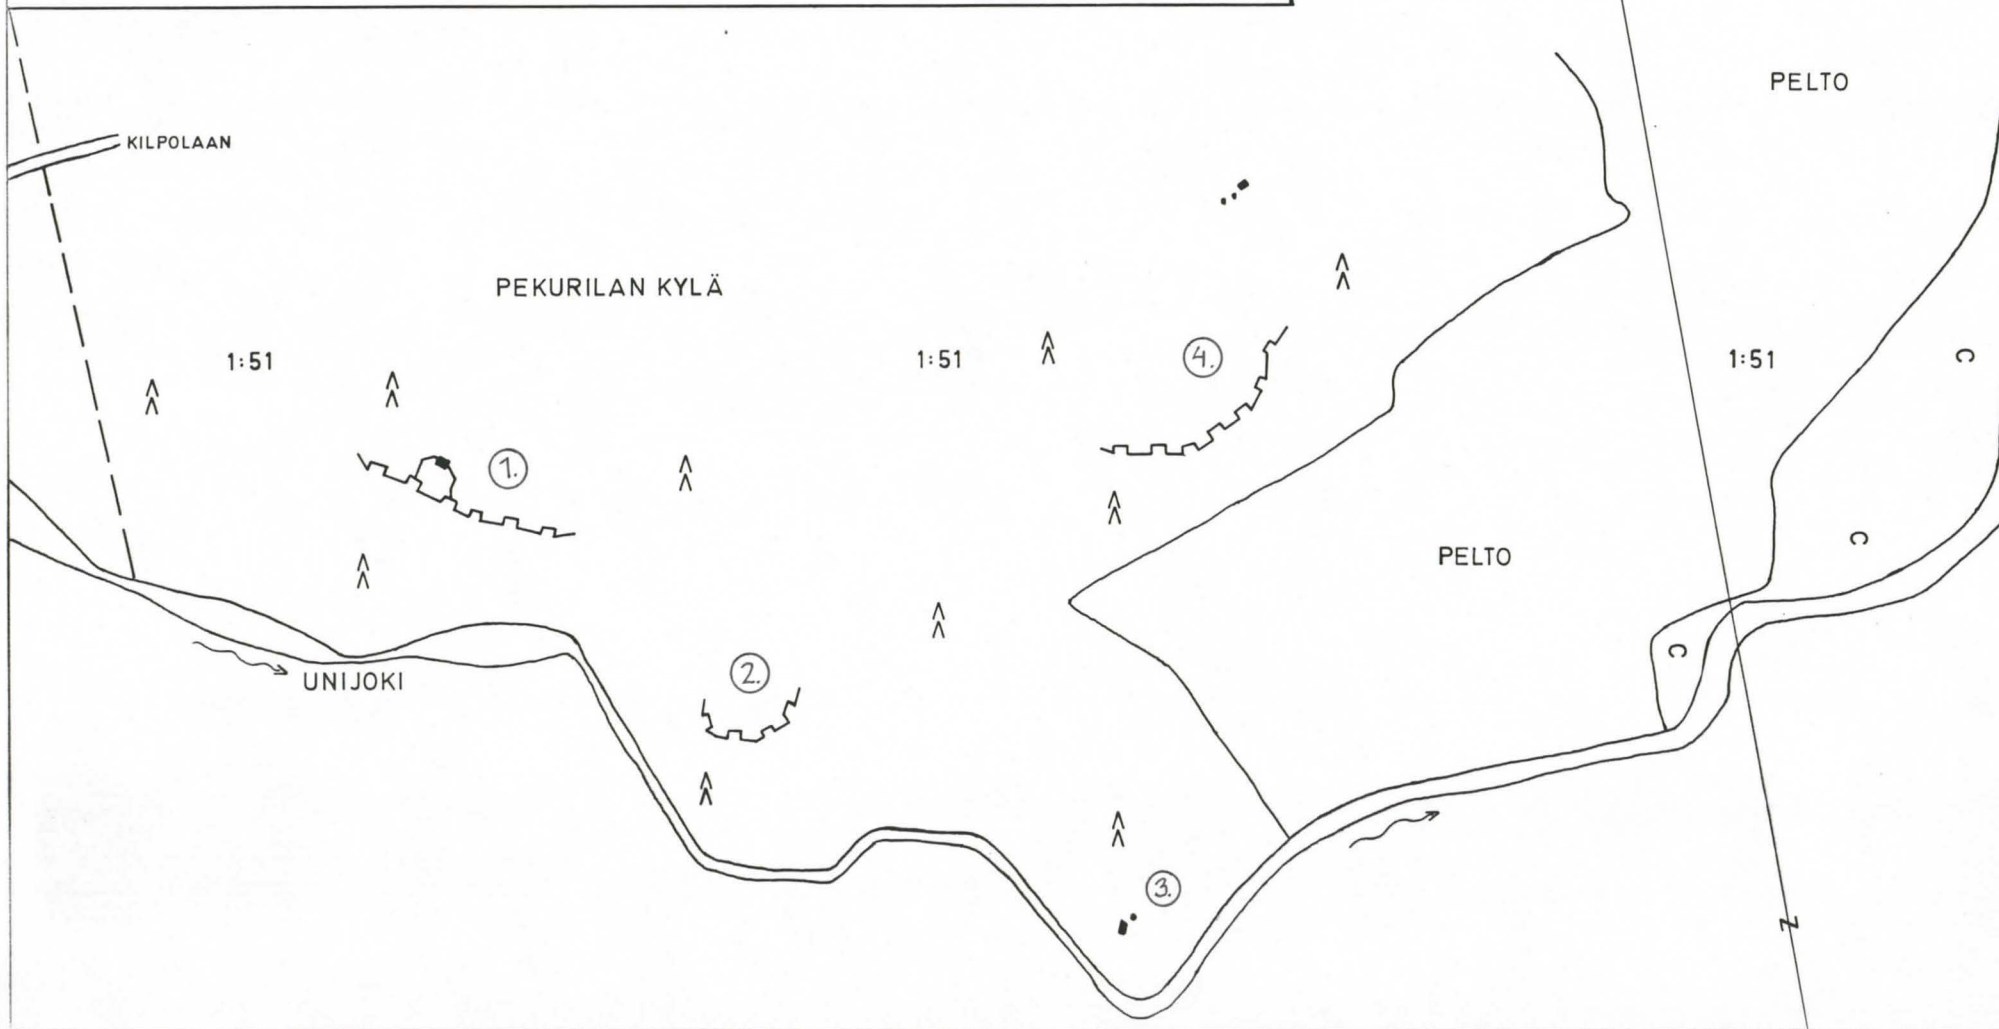 PELTO
KILPOLAAN
PEKURILAN KYLÄ
1:51
1:51
4.
1:51
1.
PELTO
2.
UNIJOKI
3.
N